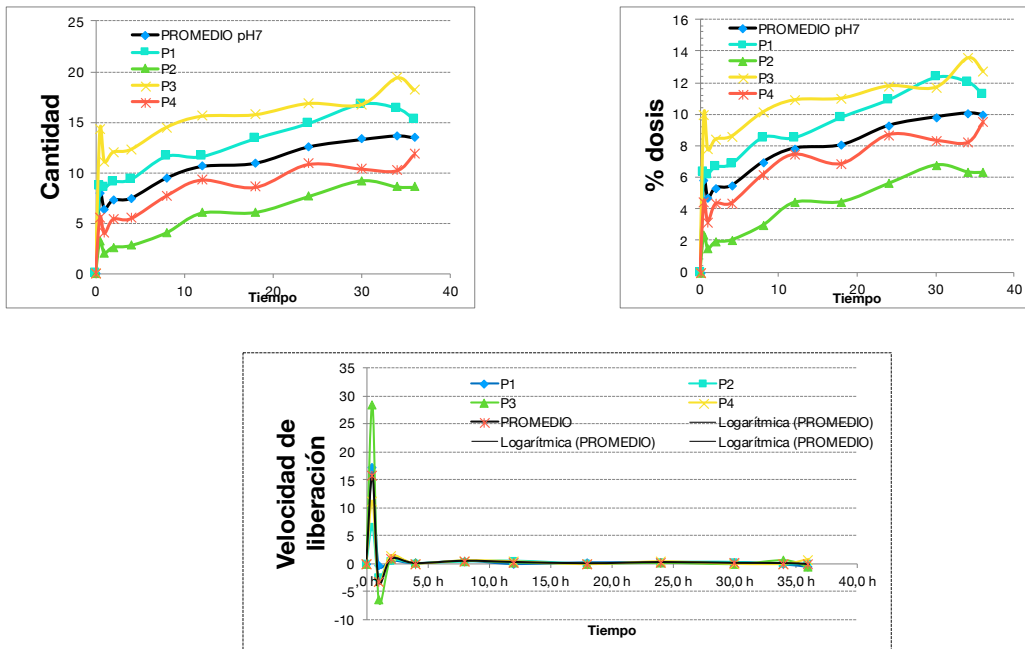 Cantidad
25
20
15
10
5
0
PROMEDIO pH7
P1
P2
P3
P4
0 10 20 30 40
Tiempo
% dosis
16
14
12
10
8
6
4
2
0
PROMEDIO pH7
P1
P2
P3
P4
0 10 20 30 40
Tiempo
Velocidad de
liberación
35
30
25
20
15
10
5
0
-5
-10
P1 P2
P3 P4
PROMEDIO Logarítmica (PROMEDIO)
Logarítmica (PROMEDIO) Logarítmica (PROMEDIO)
,0 h 5,0 h 10,0 h 15,0 h 20,0 h 25,0 h 30,0 h 35,0 h 40,0 h
Tiempo